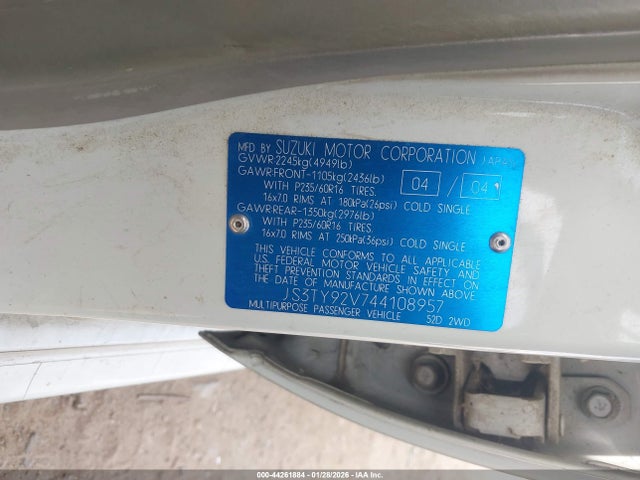 MFD BY SUZUKI MOTOR CORPORATION JAPAN
GVWR:2245kg(4949lb)
GAWR:FRONT-1105kg(2436lb) 04 / 04
WITH P235/60R16 TIRES.
16x7.0 RIMS AT 180kPa(26psi) COLD SINGLE
GAWR:REAR-1350kg(2976lb)
WITH P235/60R16 TIRES.
16x7.0 RIMS AT 250kPa(36psi) COLD SINGLE
THIS VEHICLE CONFORMS TO ALL APPLICABLE
U.S. FEDERAL MOTOR VEHICLE SAFETY AND
THEFT PREVENTION STANDARDS IN EFFECT ON
THE DATE OF MANUFACTURE SHOWN ABOVE.
JS3TY92V744108957
MULTIPURPOSE PASSENGER VEHICLE 52D 2WD
000-44261884 | 01/28/2026 - IAA Inc.